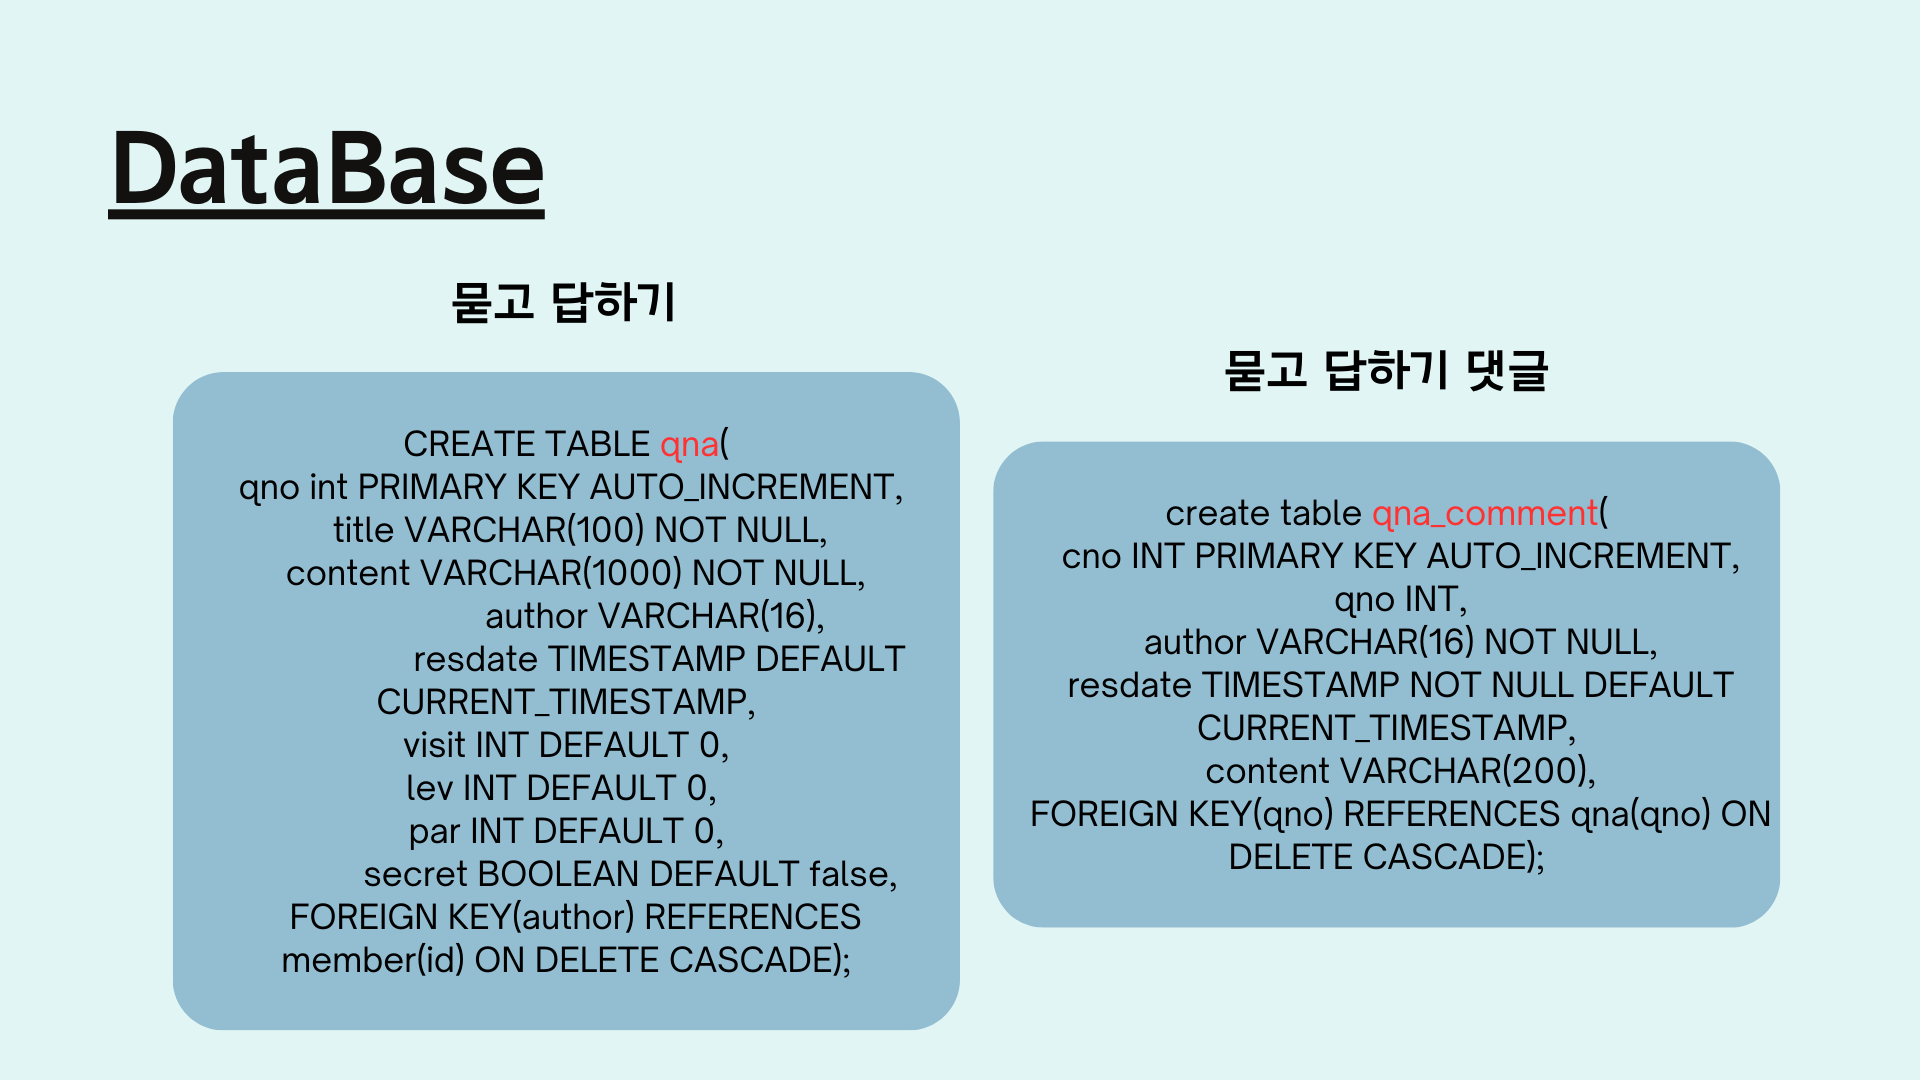 DataBase
묻고 답하기
CREATE TABLE qna(
qno int PRIMARY KEY AUTO_INCREMENT,
title VARCHAR(100) NOT NULL,
content VARCHAR(1000) NOT NULL,
author VARCHAR(16),
resdate TIMESTAMP DEFAULT
CURRENT_TIMESTAMP,
visit INT DEFAULT 0,
lev INT DEFAULT 0,
par INT DEFAULT 0,
secret BOOLEAN DEFAULT false,
FOREIGN KEY(author) REFERENCES
member(id) ON DELETE CASCADE);
묻고 답하기 댓글
create table qna_comment(
cno INT PRIMARY KEY AUTO_INCREMENT,
qno INT,
author VARCHAR(16) NOT NULL,
resdate TIMESTAMP NOT NULL DEFAULT
CURRENT_TIMESTAMP,
content VARCHAR(200),
FOREIGN KEY(qno) REFERENCES qna(qno) ON
DELETE CASCADE);